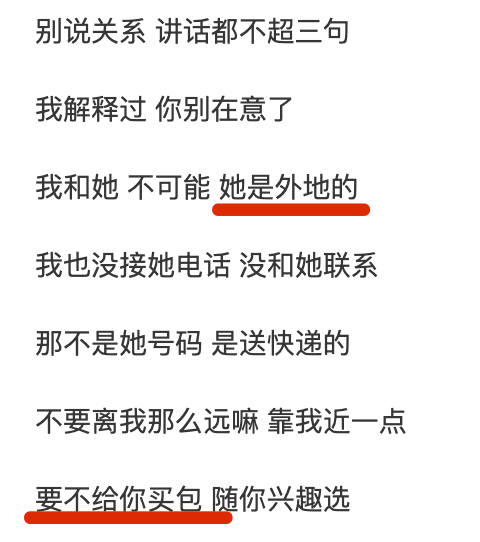 别说关系 讲话都不超三句
我解释过 你别在意了
我和她 不可能 她是外地的
我也没接她电话 没和她联系
那不是她号码 是送快递的
不要离我那么远嘛 靠我近一点
要不给你买包 随你兴趣选